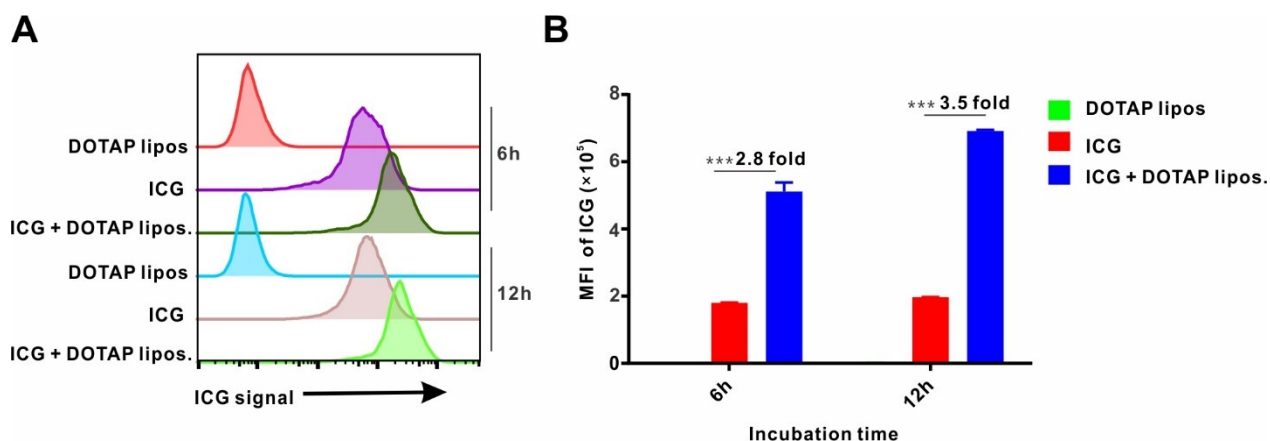 A
DOTAP lipos
ICG
ICG + DOTAP lipos.
DOTAP lipos
ICG
ICG + DOTAP lipos.
6h
12h
ICG signal
B
MFI of ICG (×10⁵)
8
6
4
2
0
***2.8 fold
*** 3.5 fold
6h
12h
Incubation time
DOTAP lipos
ICG
ICG + DOTAP lipos.